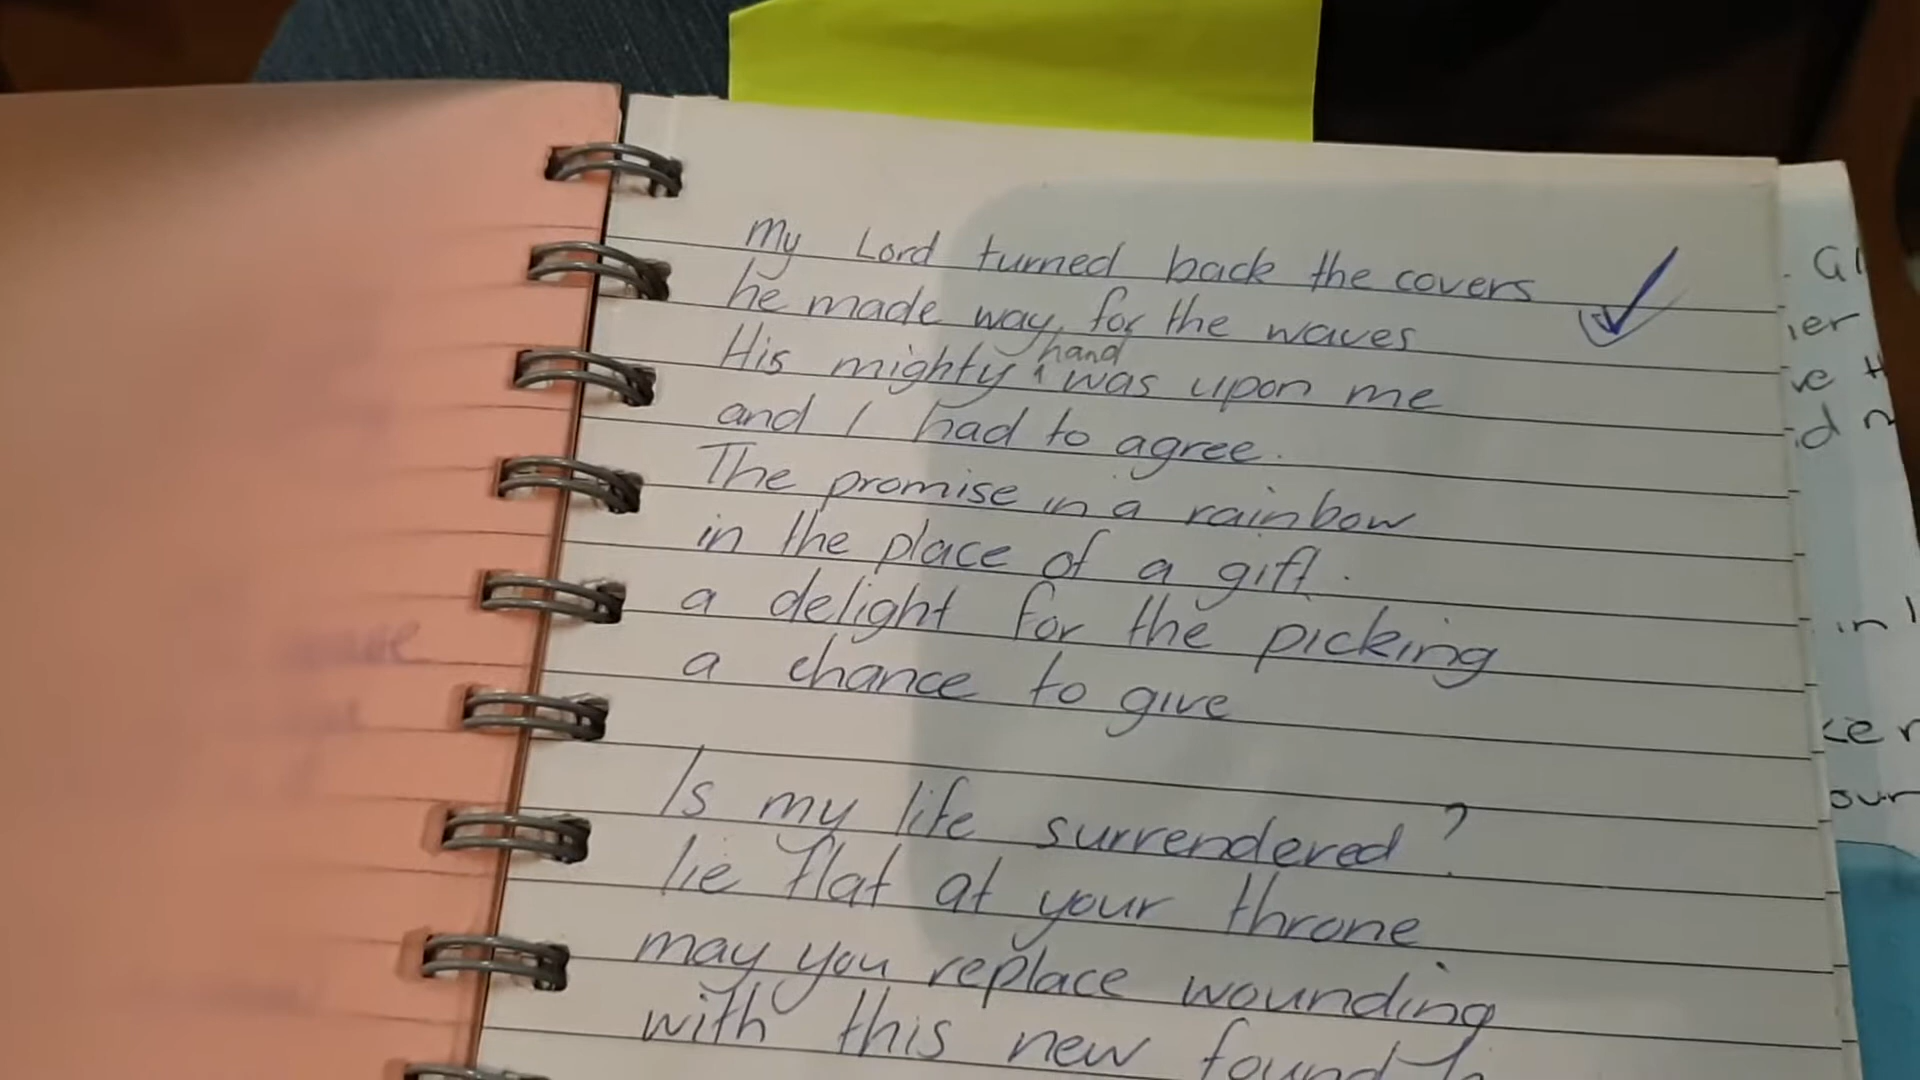 My Lord turned back the covers
he made way, for the waves
His mighty hand was upon me
and I had to agree.
The promise in a rainbow
in the place of a gift.
a delight for the picking
a chance to give
Is my life surrendered?
lie flat at your throne
may you replace wounding
with this new found